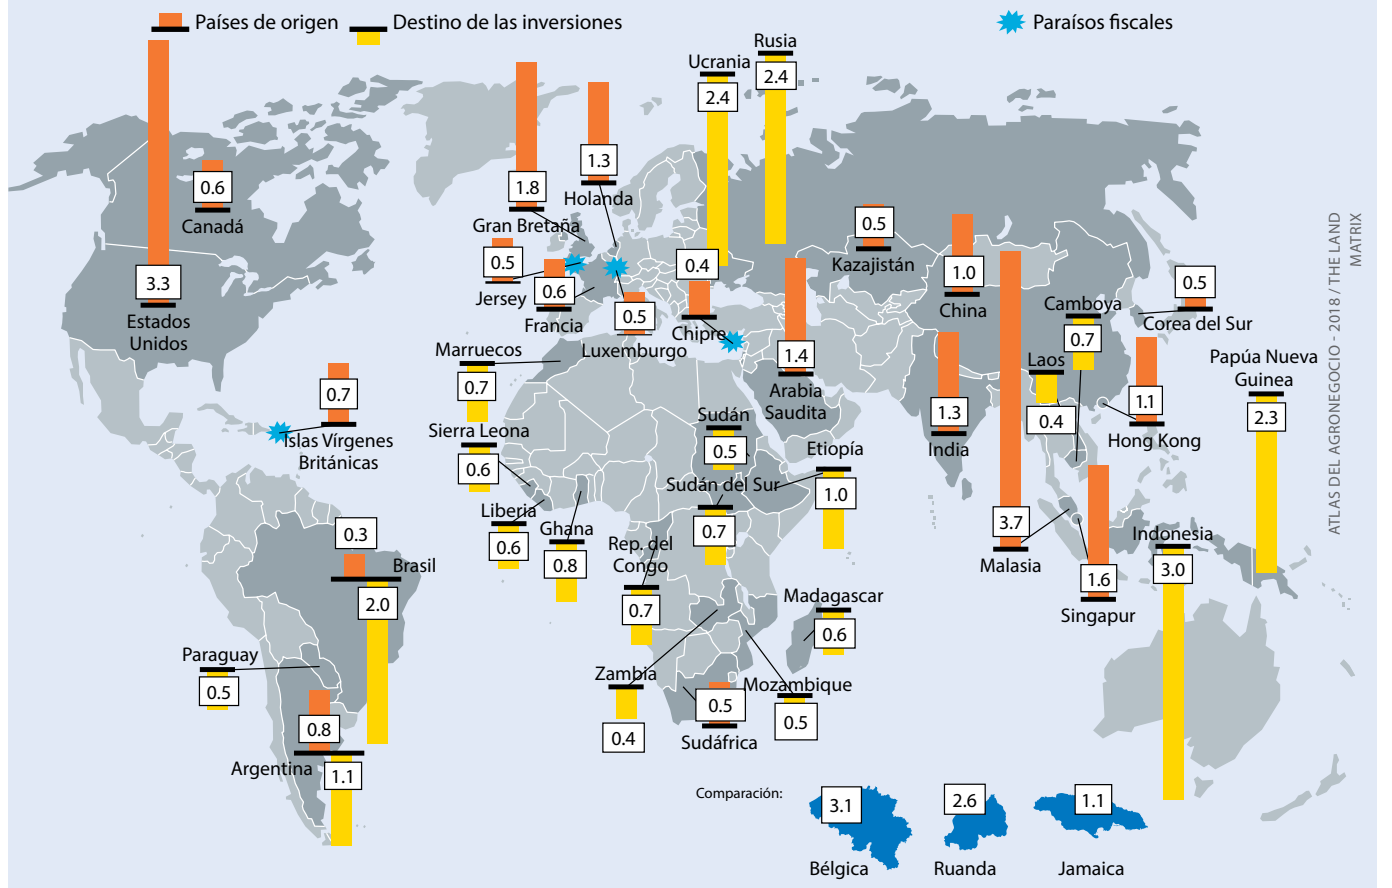 Países de origen
Destino de las inversiones
Paraísos fiscales
Rusia
2.4
Ucrania
2.4
1.3
Holanda
1.8
Gran Bretaña
0.6
Canadá
3.3
Estados
Unidos
0.5
Jersey
0.6
Francia
0.5
Luxemburgo
0.4
Chipre
0.5
Kazajistán
1.0
China
0.5
Corea del Sur
Camboya
0.7
Laos
0.4
Papúa Nueva
Guinea
2.3
1.4
Arabia
Saudita
1.3
India
1.1
Hong Kong
Marruecos
0.7
0.7
Islas Vírgenes
Británicas
Sierra Leona
0.6
Sudán
0.5
Etiopía
1.0
Sudán del Sur
0.7
Liberia
0.6
Ghana
0.8
Rep. del
Congo
0.7
3.7
Malasia
1.6
Singapur
Indonesia
3.0
0.3
Brasil
2.0
Madagascar
0.6
Paraguay
0.5
Zambia
0.4
Mozambique
0.5
0.5
Sudáfrica
0.8
Argentina
1.1
Comparación:
3.1
Bélgica
2.6
Ruanda
1.1
Jamaica
ATLAS DEL AGRONEGOCIO - 2018 / THE LAND
MATRIX